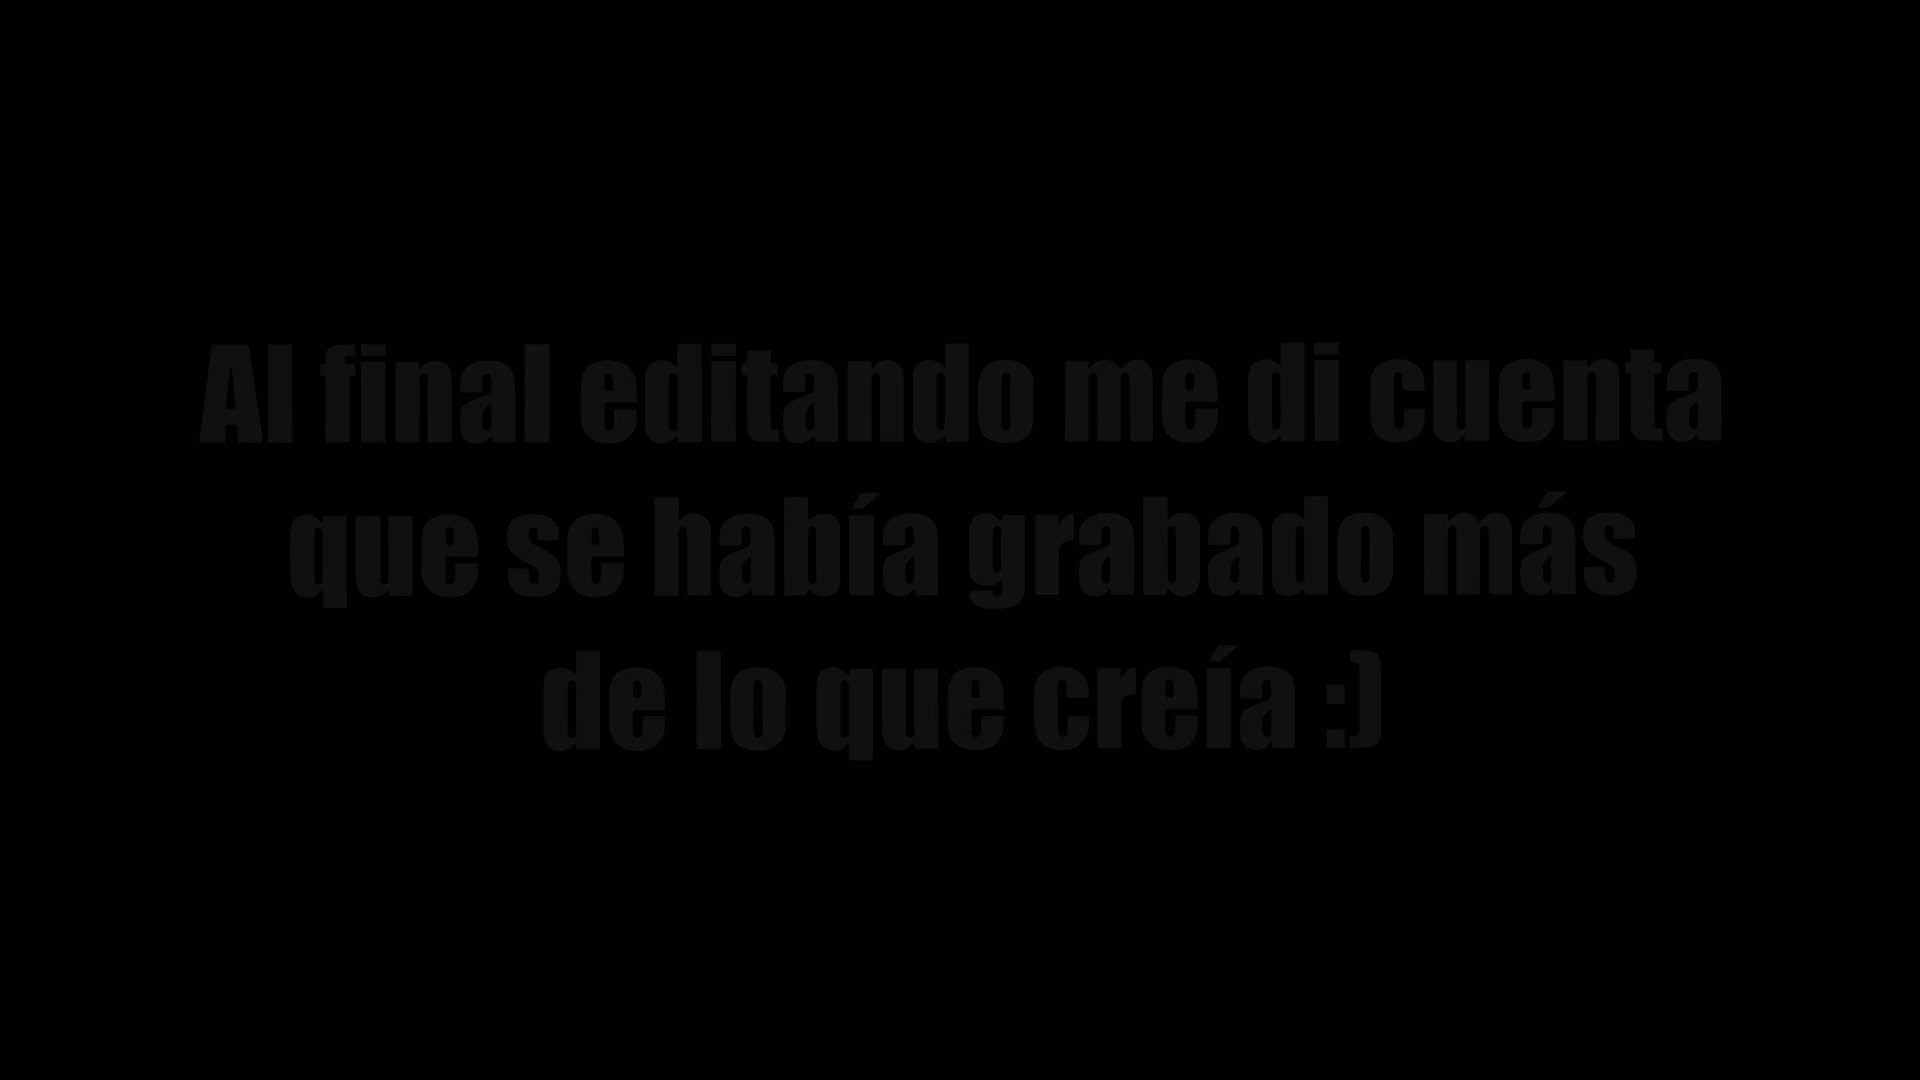 Al final editando me di cuenta
que se había grabado más
de lo que creía :)